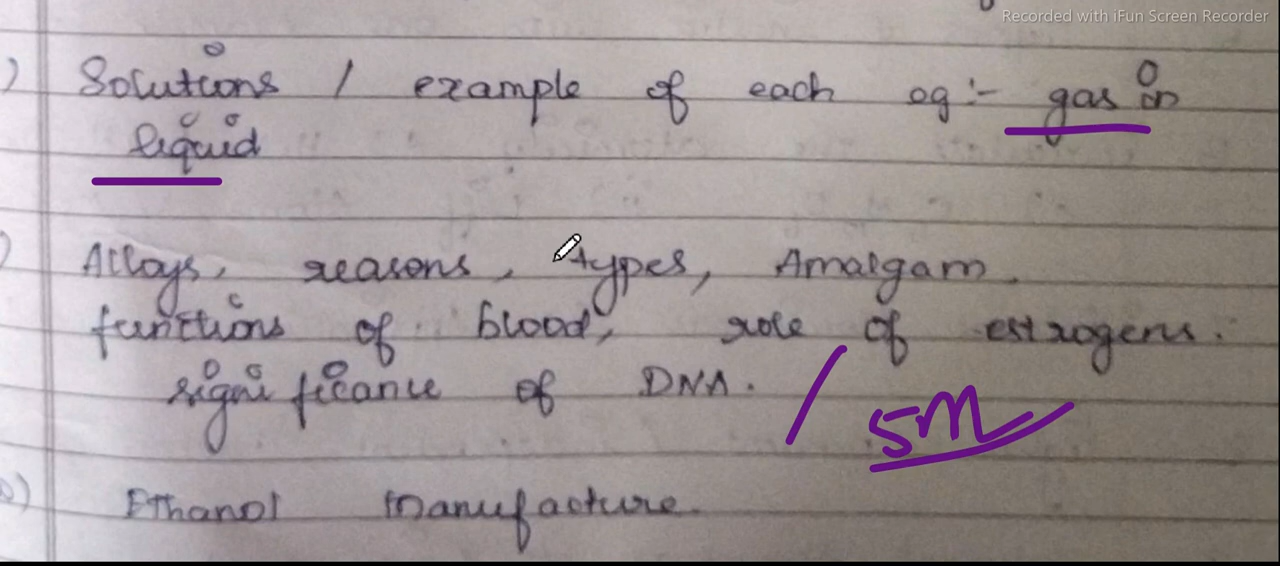 Recorded with iFun Screen Recorder
Solutions / example of each eg:- gas in
liquid
Alloys, reasons, types, Amalgam.
functions of blood, role of estrogens.
significance of DNA. / 5M
Ethanol Manufacture.